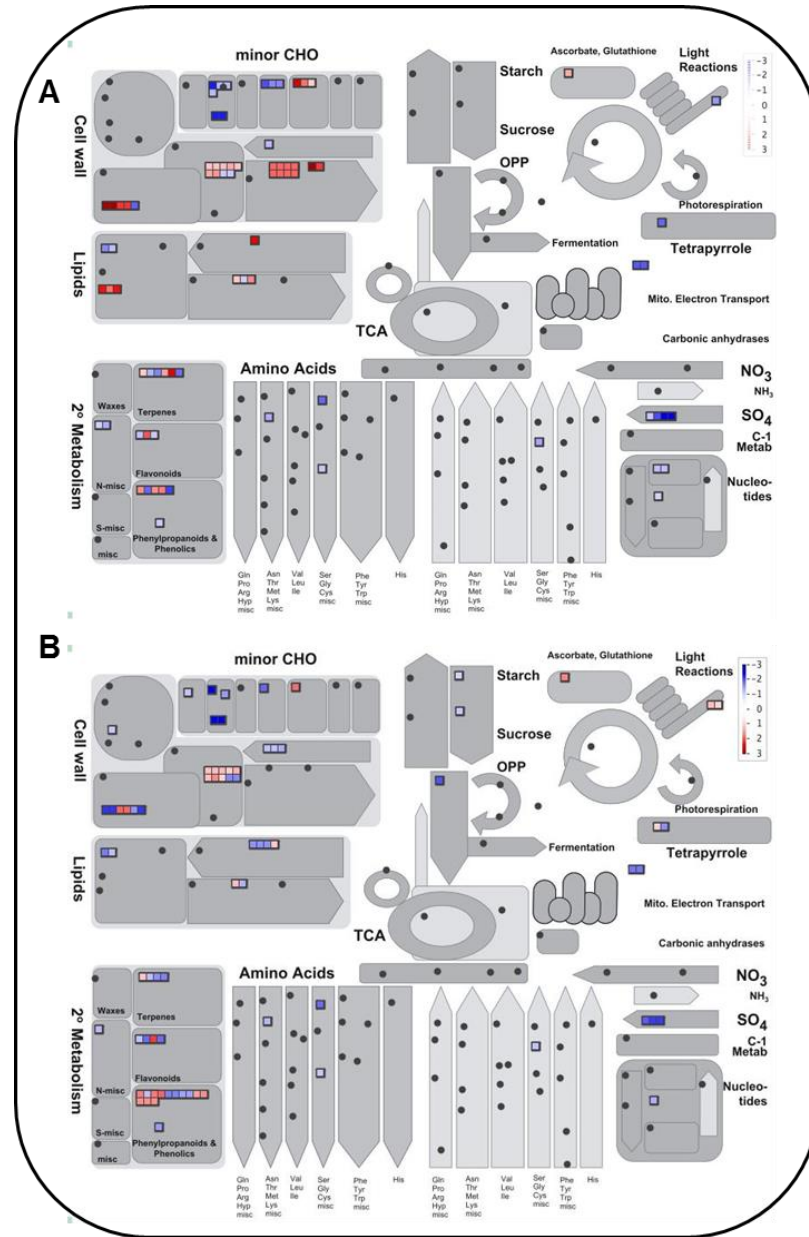 A
minor CHO
Cell wall
Lipids
2° Metabolism
Starch
Sucrose
OPP
Fermentation
TCA
Ascorbate, Glutathione
Light
Reactions
-3
-2
-1
0
1
2
3
Photorespiration
Tetrapyrrole
Mito. Electron Transport
Carbonic anhydrases
Amino Acids
Waxes
Terpenes
N-misc
Flavonoids
S-misc
misc
Phenylpropanoids &
Phenolics
NO3
NH3
SO4
C-1
Metab
Nucleo-
tides
Gln
Pro
Arg
Hyp
misc
Asn
Thr
Met
Lys
misc
Val
Leu
Ile
Ser
Gly
Cys
misc
Phe
Tyr
Trp
misc
His
Gln
Pro
Arg
Hyp
misc
Asn
Thr
Met
Lys
misc
Val
Leu
Ile
Ser
Gly
Cys
misc
Phe
Tyr
Trp
misc
His
B
minor CHO
Cell wall
Lipids
2° Metabolism
Starch
Sucrose
OPP
Fermentation
TCA
Ascorbate, Glutathione
Light
Reactions
-3
-2
-1
0
1
2
3
Photorespiration
Tetrapyrrole
Mito. Electron Transport
Carbonic anhydrases
Amino Acids
Waxes
Terpenes
N-misc
Flavonoids
S-misc
misc
Phenylpropanoids &
Phenolics
NO3
NH3
SO4
C-1
Metab
Nucleo-
tides
Gln
Pro
Arg
Hyp
misc
Asn
Thr
Met
Lys
misc
Val
Leu
Ile
Ser
Gly
Cys
misc
Phe
Tyr
Trp
misc
His
Gln
Pro
Arg
Hyp
misc
Asn
Thr
Met
Lys
misc
Val
Leu
Ile
Ser
Gly
Cys
misc
Phe
Tyr
Trp
misc
His